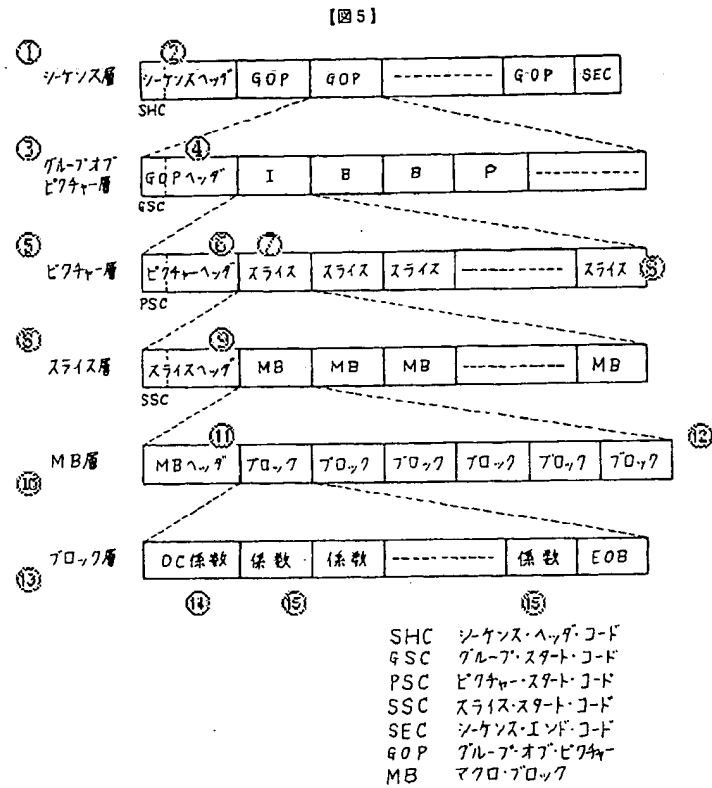 【図5】
① ②
シーケンス層 シーケンスヘッダ GOP GOP GOP SEC
SHC
③ ④
グループオブ
ピクチャー層 GOPヘッダ I B B P
GSC
⑤ ⑥ ⑦
ピクチャー層 ピクチャーヘッダ スライス スライス スライス スライス
PSC
⑧ ⑨
スライス層 スライスヘッダ MB MB MB MB
SSC
⑪ ⑫
MB層 MBヘッダ ブロック ブロック ブロック ブロック ブロック ブロック
⑩
ブロック層 DC係数 係数 係数 係数 EOB
⑬ ⑭ ⑮ ⑮
SHC シーケンス・ヘッダ・コード
GSC グループ・スタート・コード
PSC ピクチャー・スタート・コード
SSC スライス・スタート・コード
SEC シーケンス・エンド・コード
GOP グループ・オブ・ピクチャー
MB マクロ・ブロック